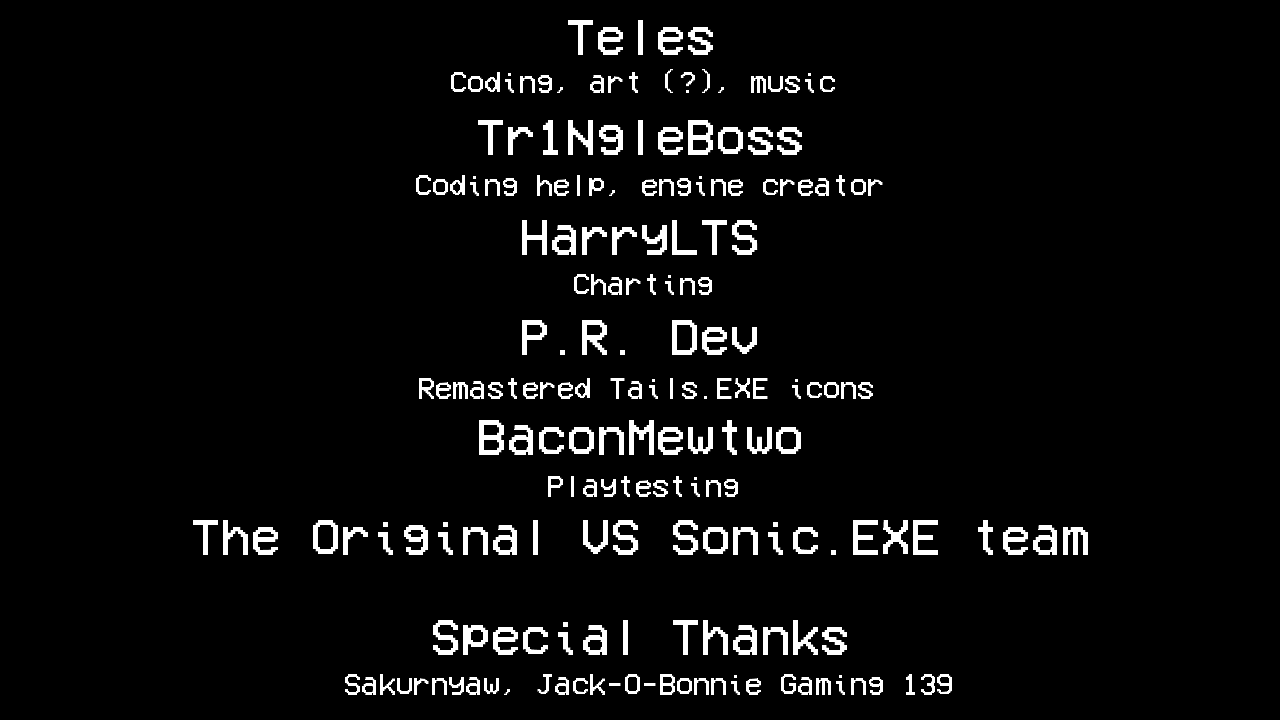 Teles
Coding, art (?), music
Tr1NgleBoss
Coding help, engine creator
HarryLTS
Charting
P.R. Dev
Remastered Tails.EXE icons
BaconMewtwo
Playtesting
The Original VS Sonic.EXE team
Special Thanks
Sakurnyaw, Jack-O-Bonnie Gaming 139